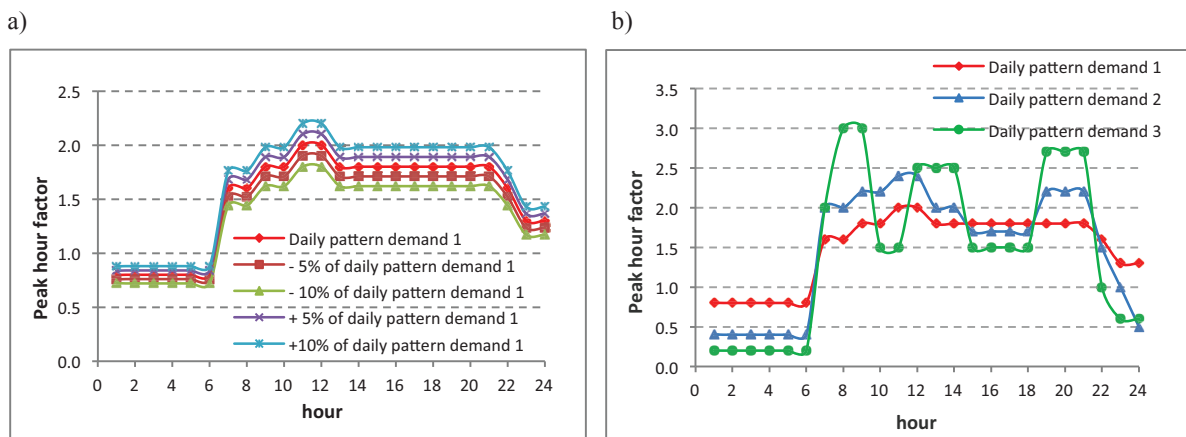 a)
Peak hour factor
2.5
2.0
1.5
1.0
0.5
0.0
Daily pattern demand 1
- 5% of daily pattern demand 1
- 10% of daily pattern demand 1
+ 5% of daily pattern demand 1
+10% of daily pattern demand 1
0 2 4 6 8 10 12 14 16 18 20 22 24
hour
b)
Daily pattern demand 1
Daily pattern demand 2
Daily pattern demand 3
Peak hour factor
3.5
3.0
2.5
2.0
1.5
1.0
0.5
0.0
0 2 4 6 8 10 12 14 16 18 20 22 24
hour